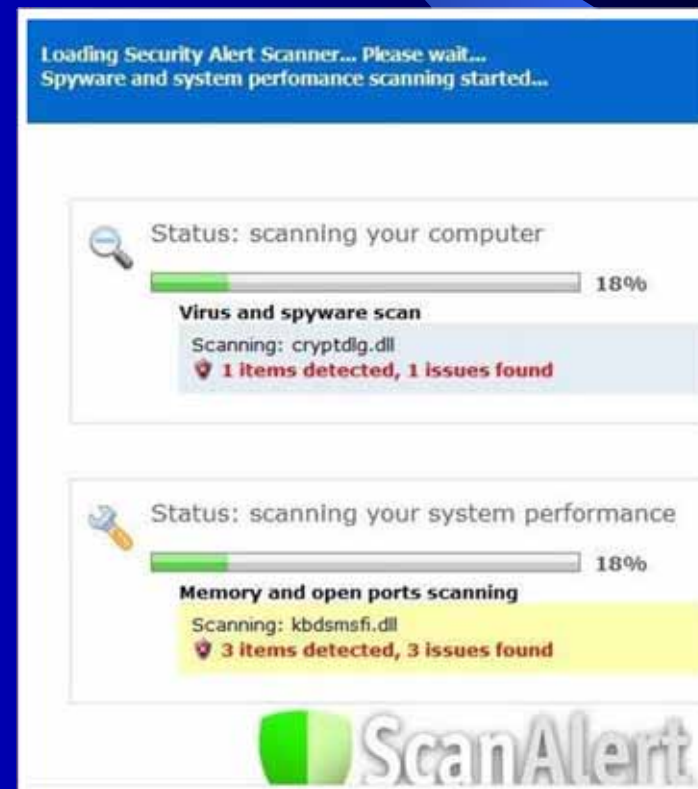 Loading Security Alert Scanner... Please wait...
Spyware and system perfomance scanning started...
Status: scanning your computer
18%
Virus and spyware scan
Scanning: cryptdlg.dll
1 items detected, 1 issues found
Status: scanning your system performance
18%
Memory and open ports scanning
Scanning: kbdsmsfi.dll
3 items detected, 3 issues found
ScanAlert